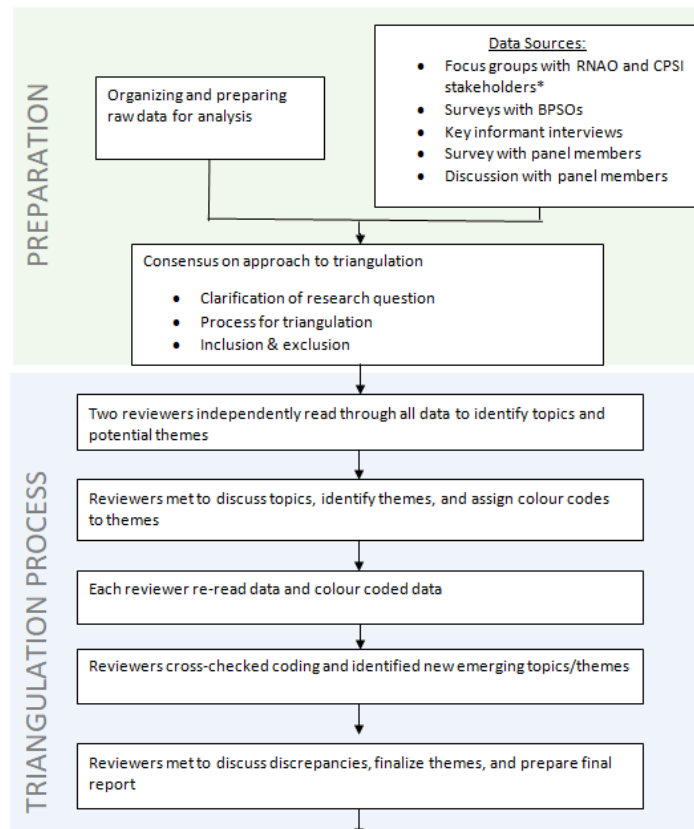 PREPARATION
Organizing and preparing
raw data for analysis
Data Sources:
• Focus groups with RNAO and CPSI
stakeholders*
• Surveys with BPSOs
• Key informant interviews
• Survey with panel members
• Discussion with panel members
Consensus on approach to triangulation
• Clarification of research question
• Process for triangulation
• Inclusion & exclusion
TRIANGULATION PROCESS
Two reviewers independently read through all data to identify topics and
potential themes
Reviewers met to discuss topics, identify themes, and assign colour codes
to themes
Each reviewer re-read data and colour coded data
Reviewers cross-checked coding and identified new emerging topics/themes
Reviewers met to discuss discrepancies, finalize themes, and prepare final
report